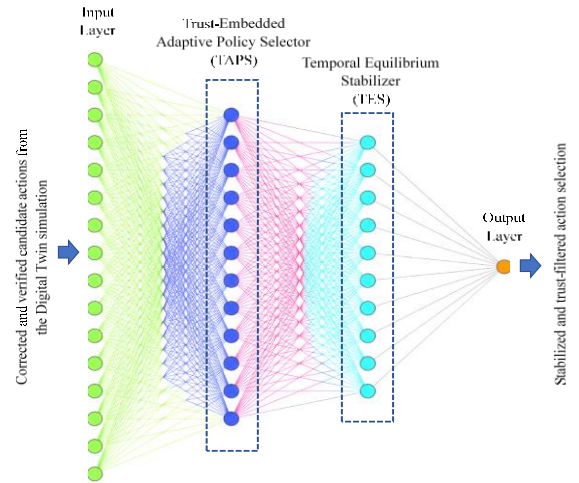 Input
Layer
Trust-Embedded
Adaptive Policy Selector
(TAPS)
Temporal Equilibrium
Stabilizer
(TES)
Corrected and verified candidate actions from
the Digital Twin simulation
Output
Layer
Stabilized and trust-filtered action selection